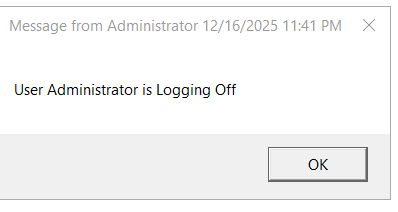 Message from Administrator 12/16/2025 11:41 PM
User Administrator is Logging Off
OK